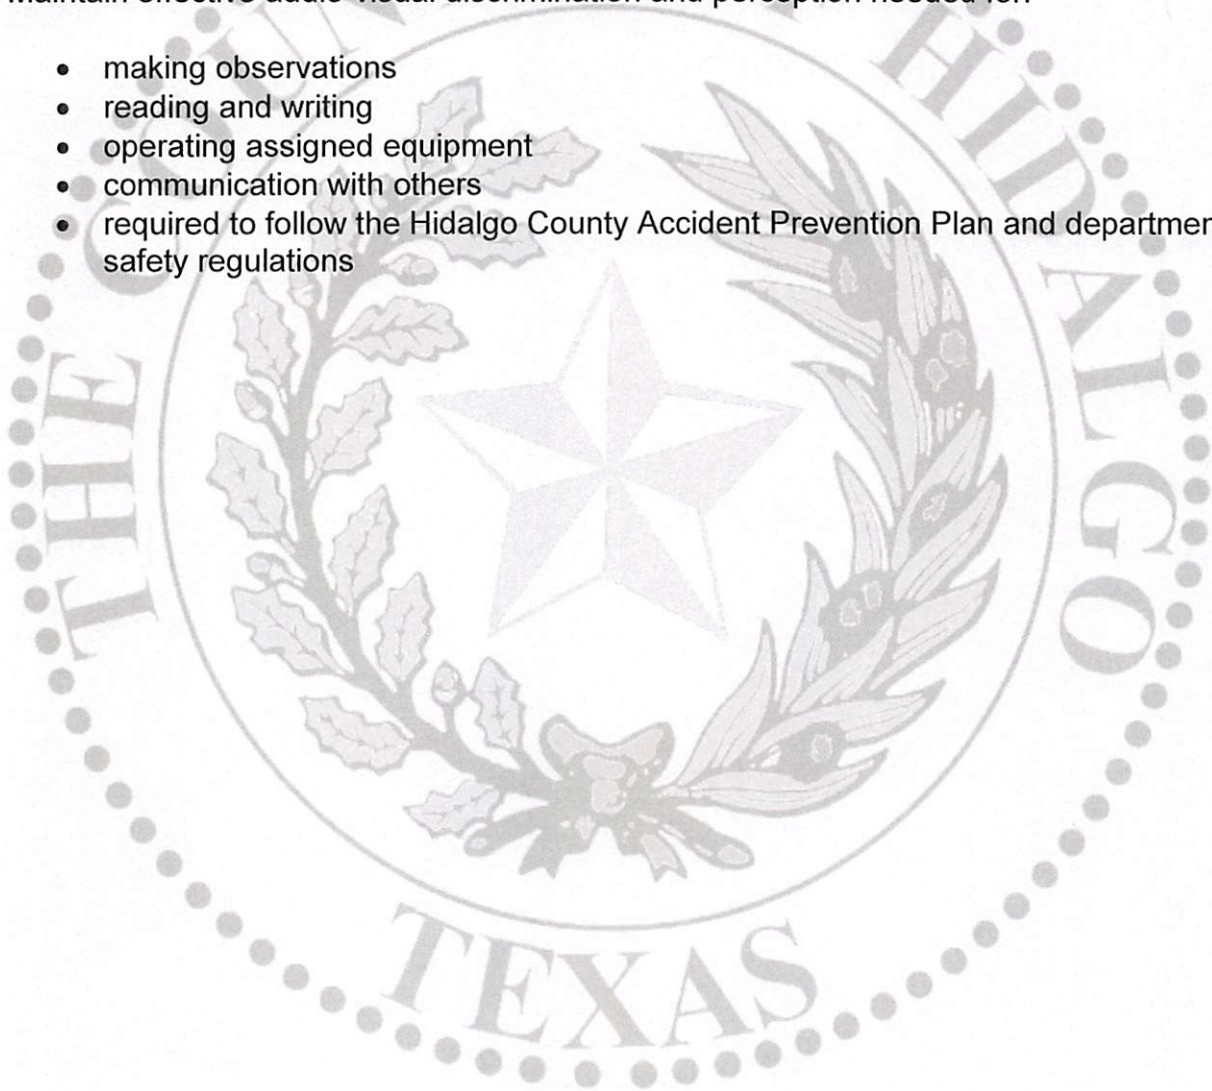 Maintain effective audio-visual discrimination and perception needed for:
• making observations
• reading and writing
• operating assigned equipment
• communication with others
• required to follow the Hidalgo County Accident Prevention Plan and
safety regulations
THE COUNTY HIDALGO
TEXAS